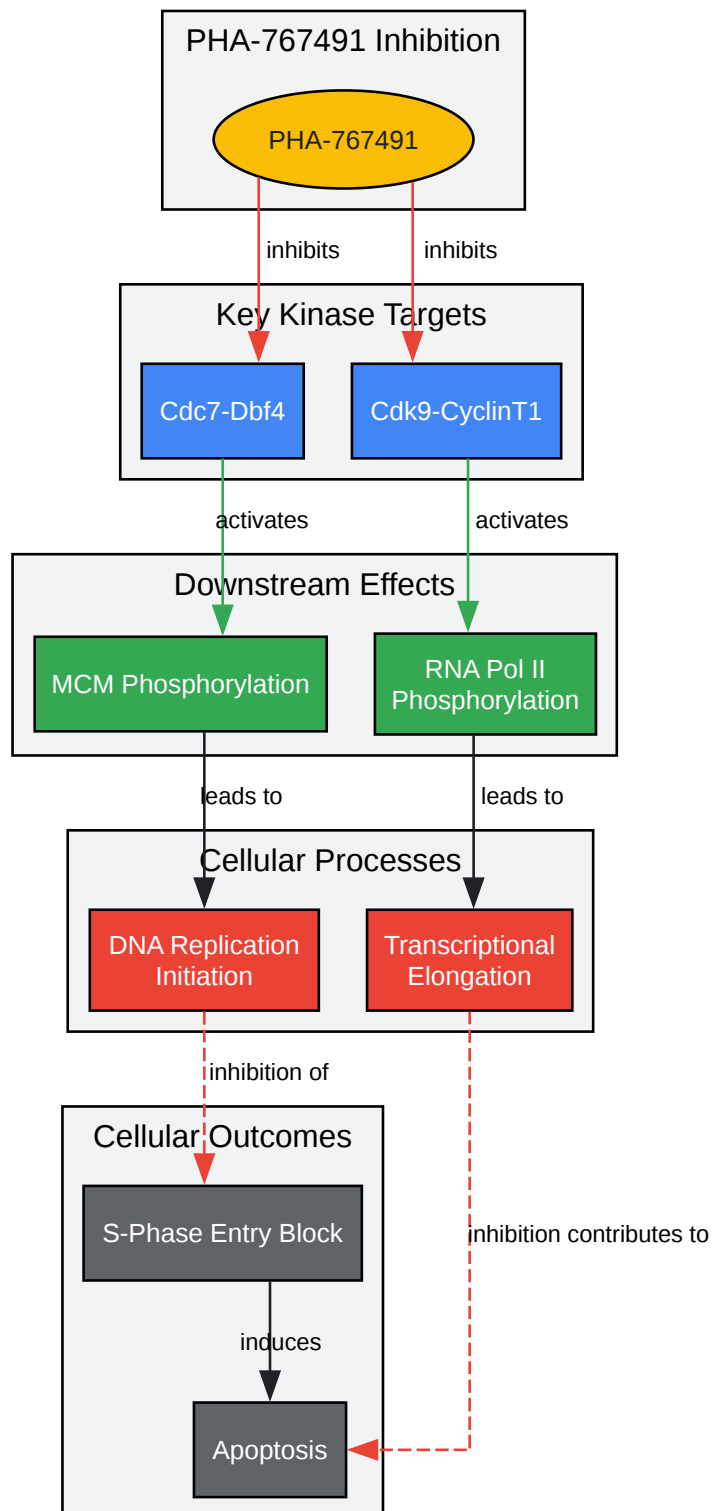 PHA-767491 Inhibition
PHA-767491
inhibits
inhibits
Key Kinase Targets
Cdc7-Dbf4
Cdk9-CyclinT1
activates
activates
Downstream Effects
MCM Phosphorylation
RNA Pol II
Phosphorylation
leads to
leads to
Cellular Processes
DNA Replication
Initiation
Transcriptional
Elongation
inhibition of
Cellular Outcomes
S-Phase Entry Block
inhibition contributes to
induces
Apoptosis